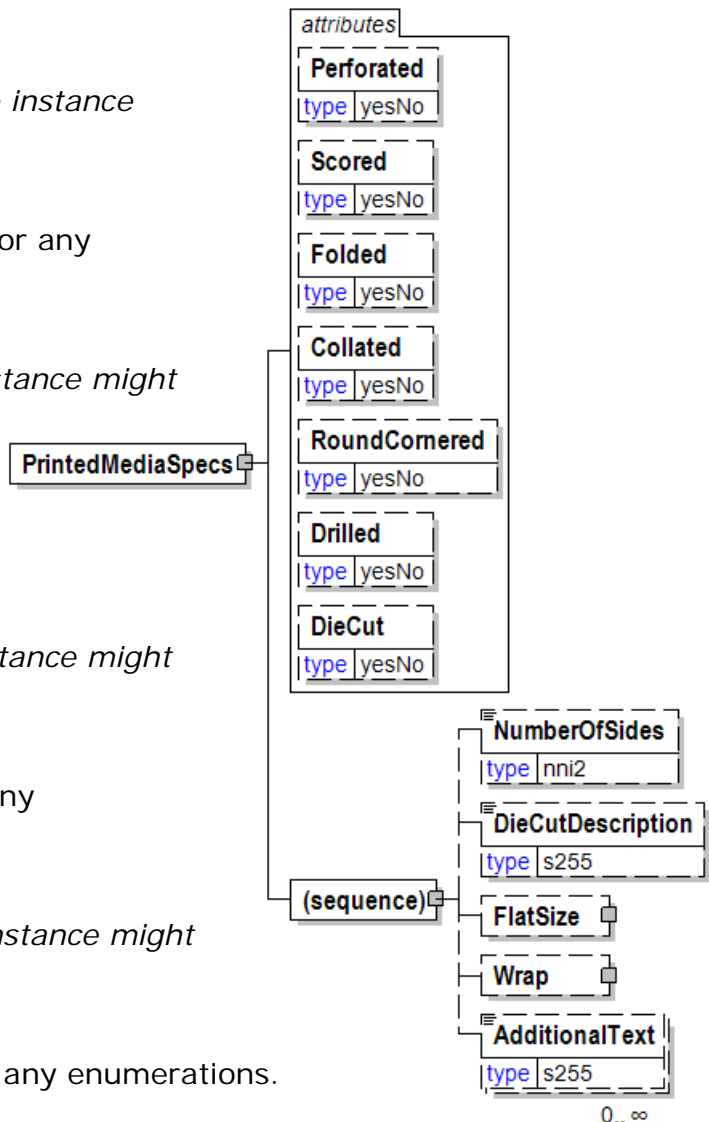 attributes
Perforated
type yesNo
instance
Scored
type yesNo
or any
Folded
type yesNo
Collated
tance might
type yesNo
RoundCornered
PrintedMediaSpecs
type yesNo
Drilled
type yesNo
DieCut
tance might
type yesNo
NumberOfSides
type nni2
ny
DieCutDescription
type s255
(sequence)
FlatSize
nstance might
Wrap
AdditionalText
any enumerations.
type s255
0..∞